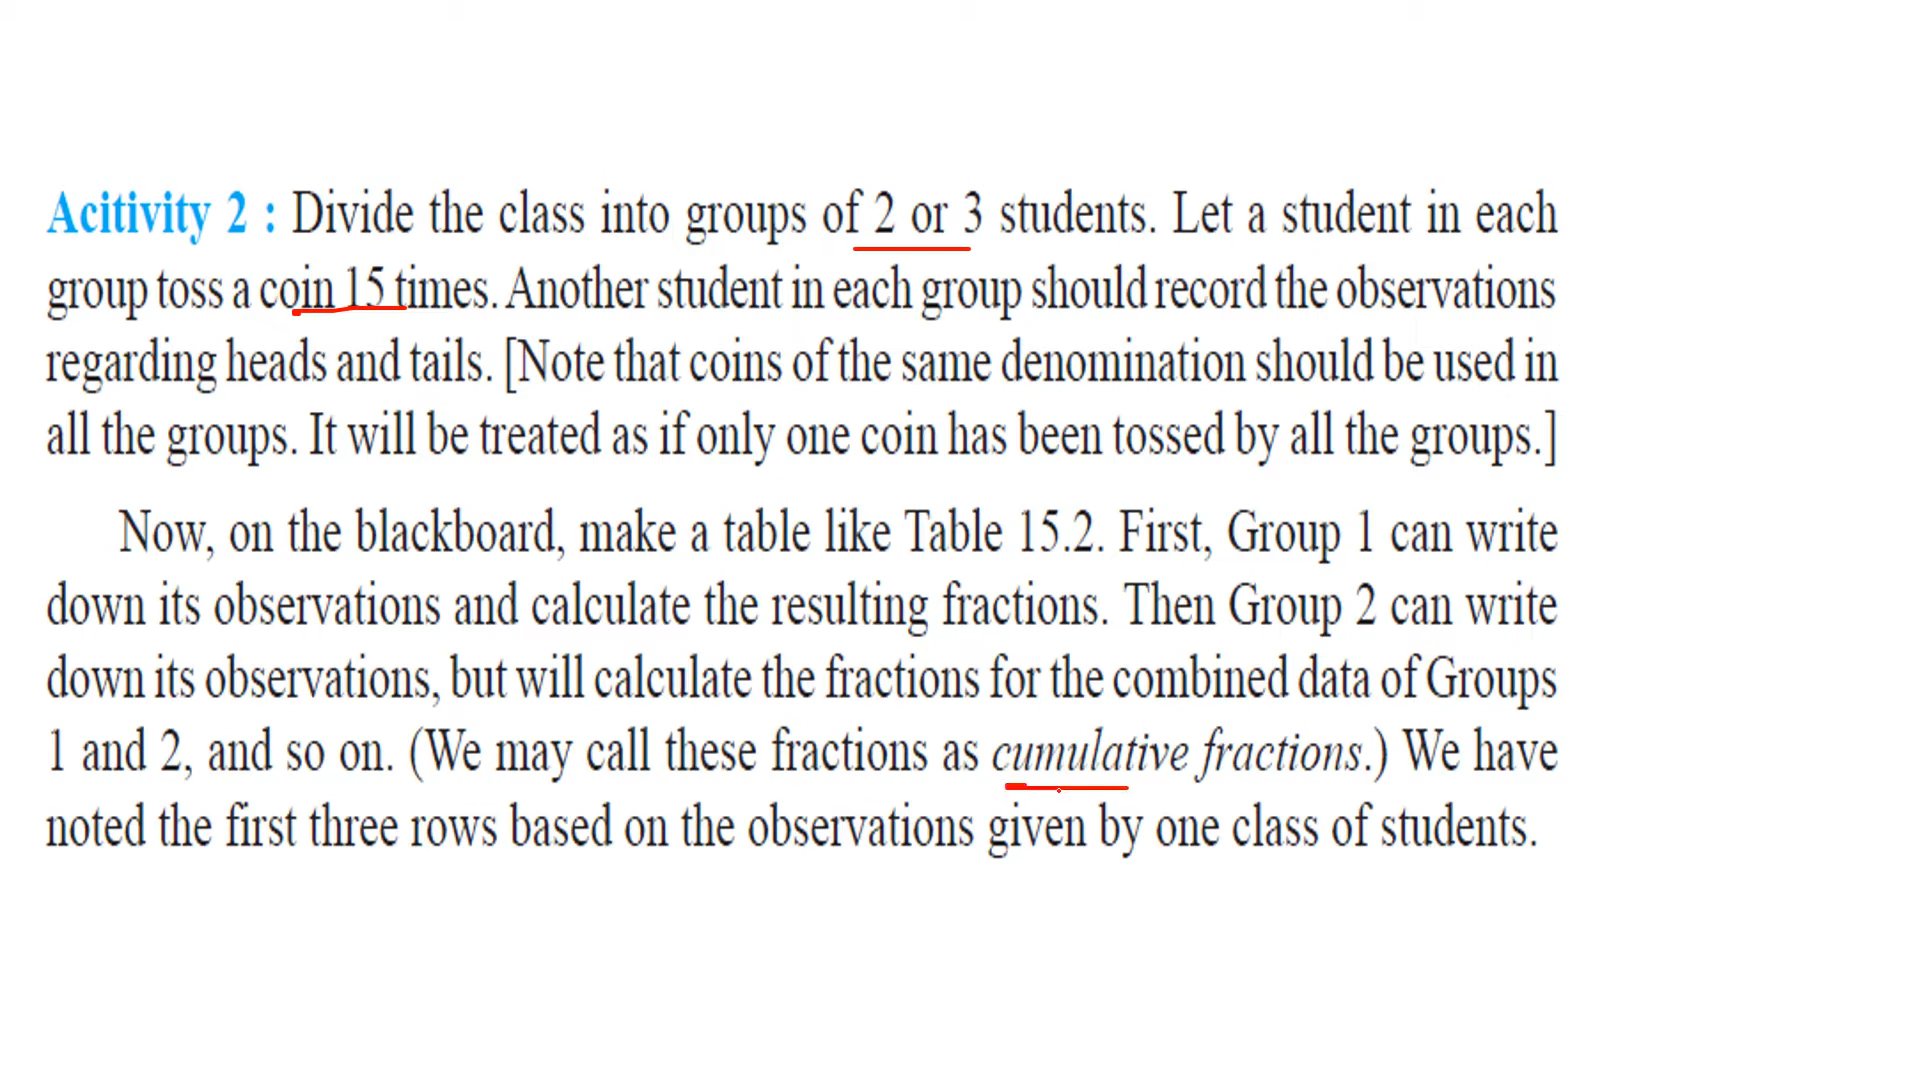 Acitivity 2 : Divide the class into groups of 2 or 3 students. Let a student in each
group toss a coin 15 times. Another student in each group should record the observations
regarding heads and tails. [Note that coins of the same denomination should be used in
all the groups. It will be treated as if only one coin has been tossed by all the groups.]
Now, on the blackboard, make a table like Table 15.2. First, Group 1 can write
down its observations and calculate the resulting fractions. Then Group 2 can write
down its observations, but will calculate the fractions for the combined data of Groups
1 and 2, and so on. (We may call these fractions as cumulative fractions.) We have
noted the first three rows based on the observations given by one class of students.